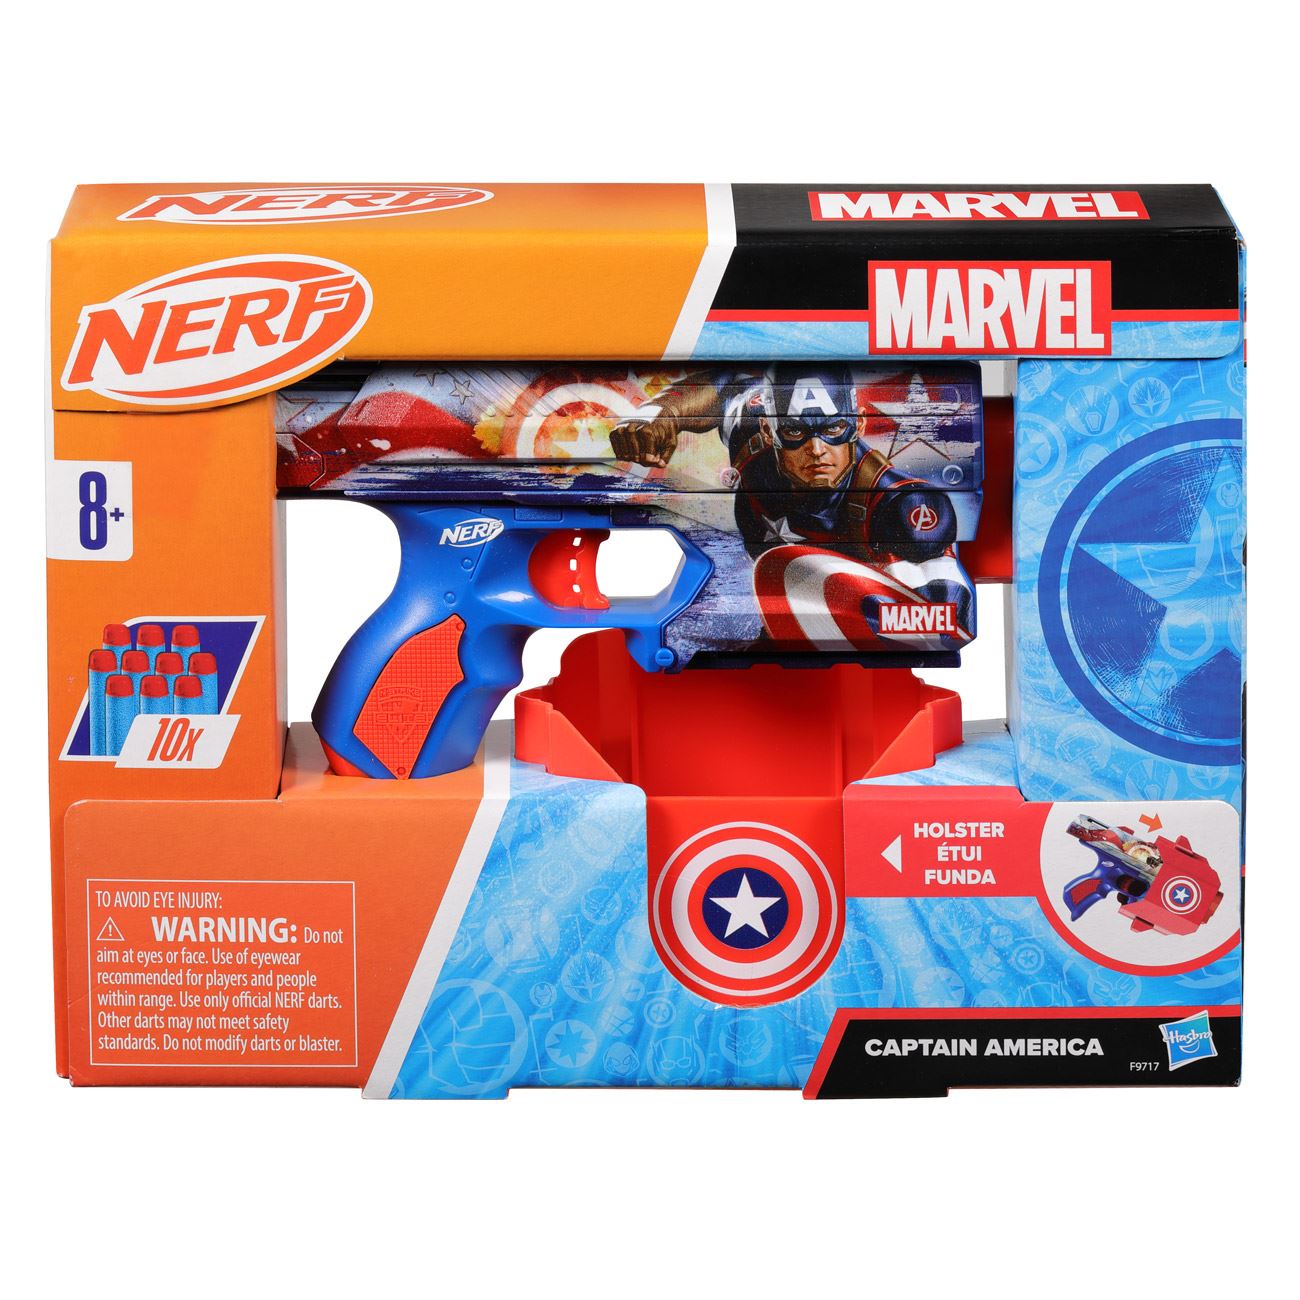 NERF
MARVEL
NERF
MARVEL
8+
A
A
NERF
MARVEL
10x
HOLSTER
ÉTUI
FUNDA
TO AVOID EYE INJURY:
WARNING: Do not
aim at eyes or face. Use of eyewear
recommended for players and people
within range. Use only official NERF darts.
Other darts may not meet safety
standards. Do not modify darts or blaster.
CAPTAIN AMERICA
Hasbro
F9717